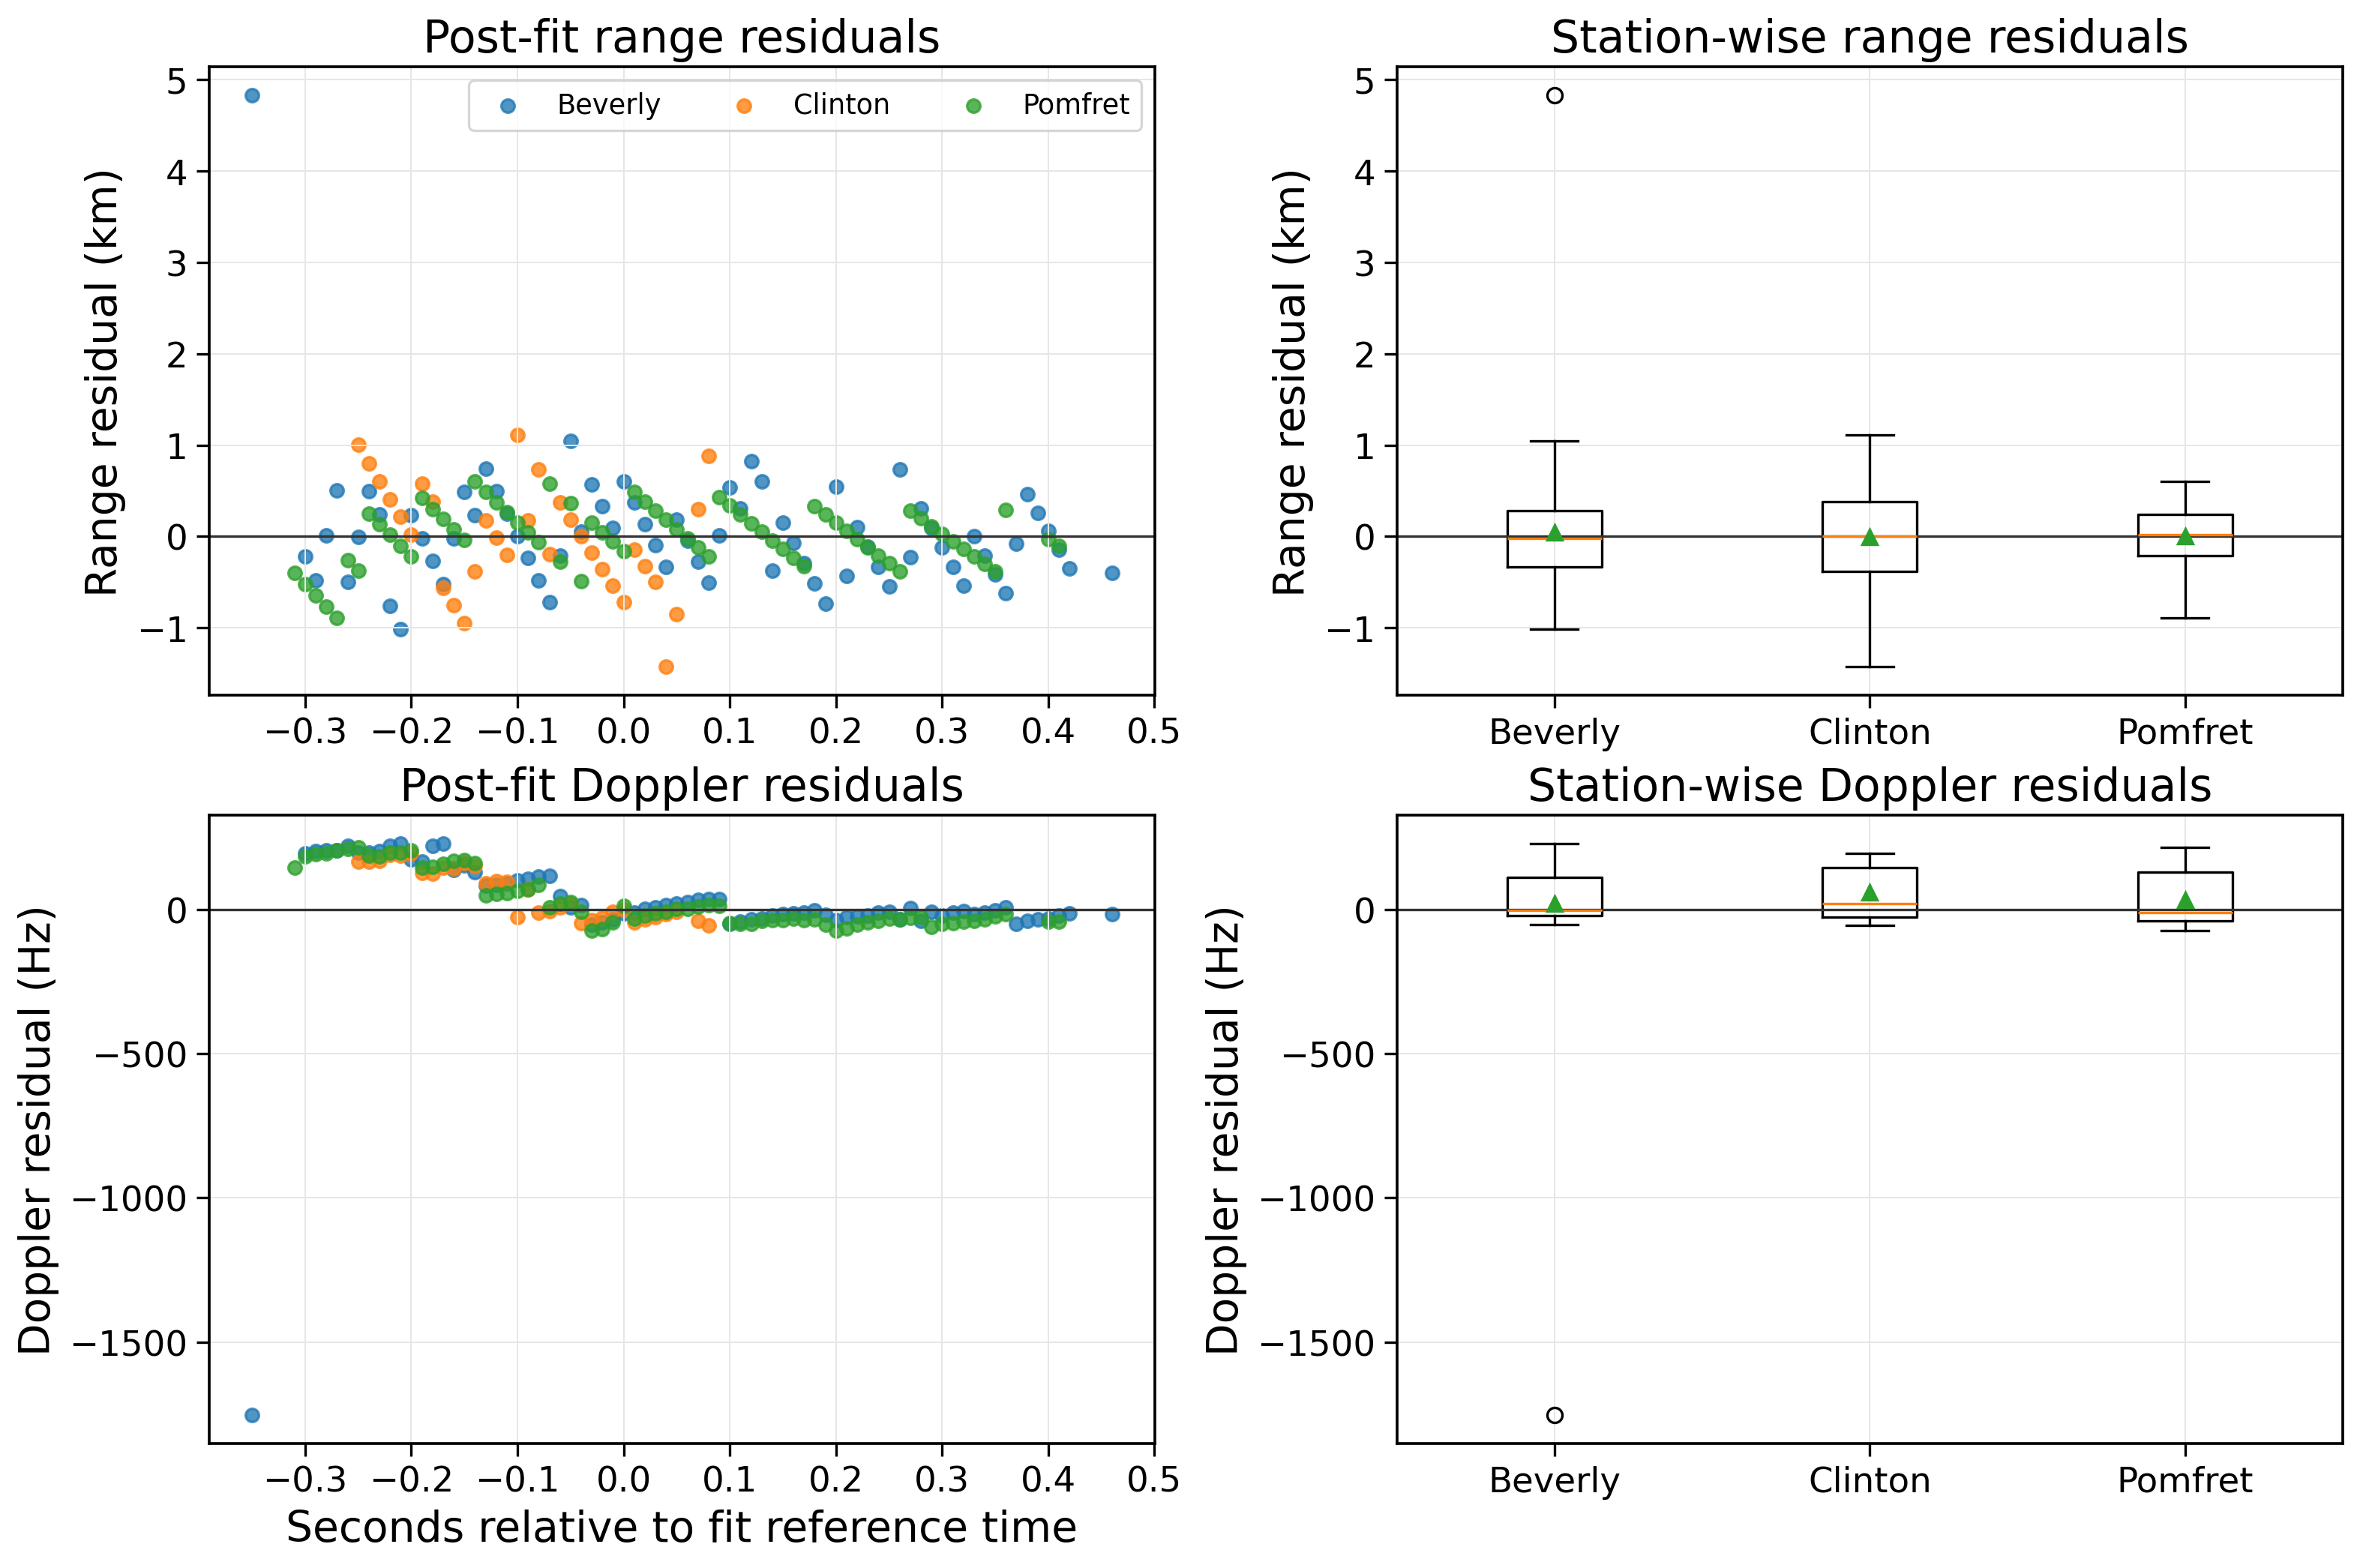 Post-fit range residuals
Range residual (km)
5
4
3
2
1
0
−1
Beverly Clinton Pomfret
−0.3 −0.2 −0.1 0.0 0.1 0.2 0.3 0.4 0.5
Station-wise range residuals
Range residual (km)
5
4
3
2
1
0
−1
Beverly Clinton Pomfret
Post-fit Doppler residuals
Doppler residual (Hz)
0
−500
−1000
−1500
−0.3 −0.2 −0.1 0.0 0.1 0.2 0.3 0.4 0.5
Seconds relative to fit reference time
Station-wise Doppler residuals
Doppler residual (Hz)
0
−500
−1000
−1500
Beverly Clinton Pomfret